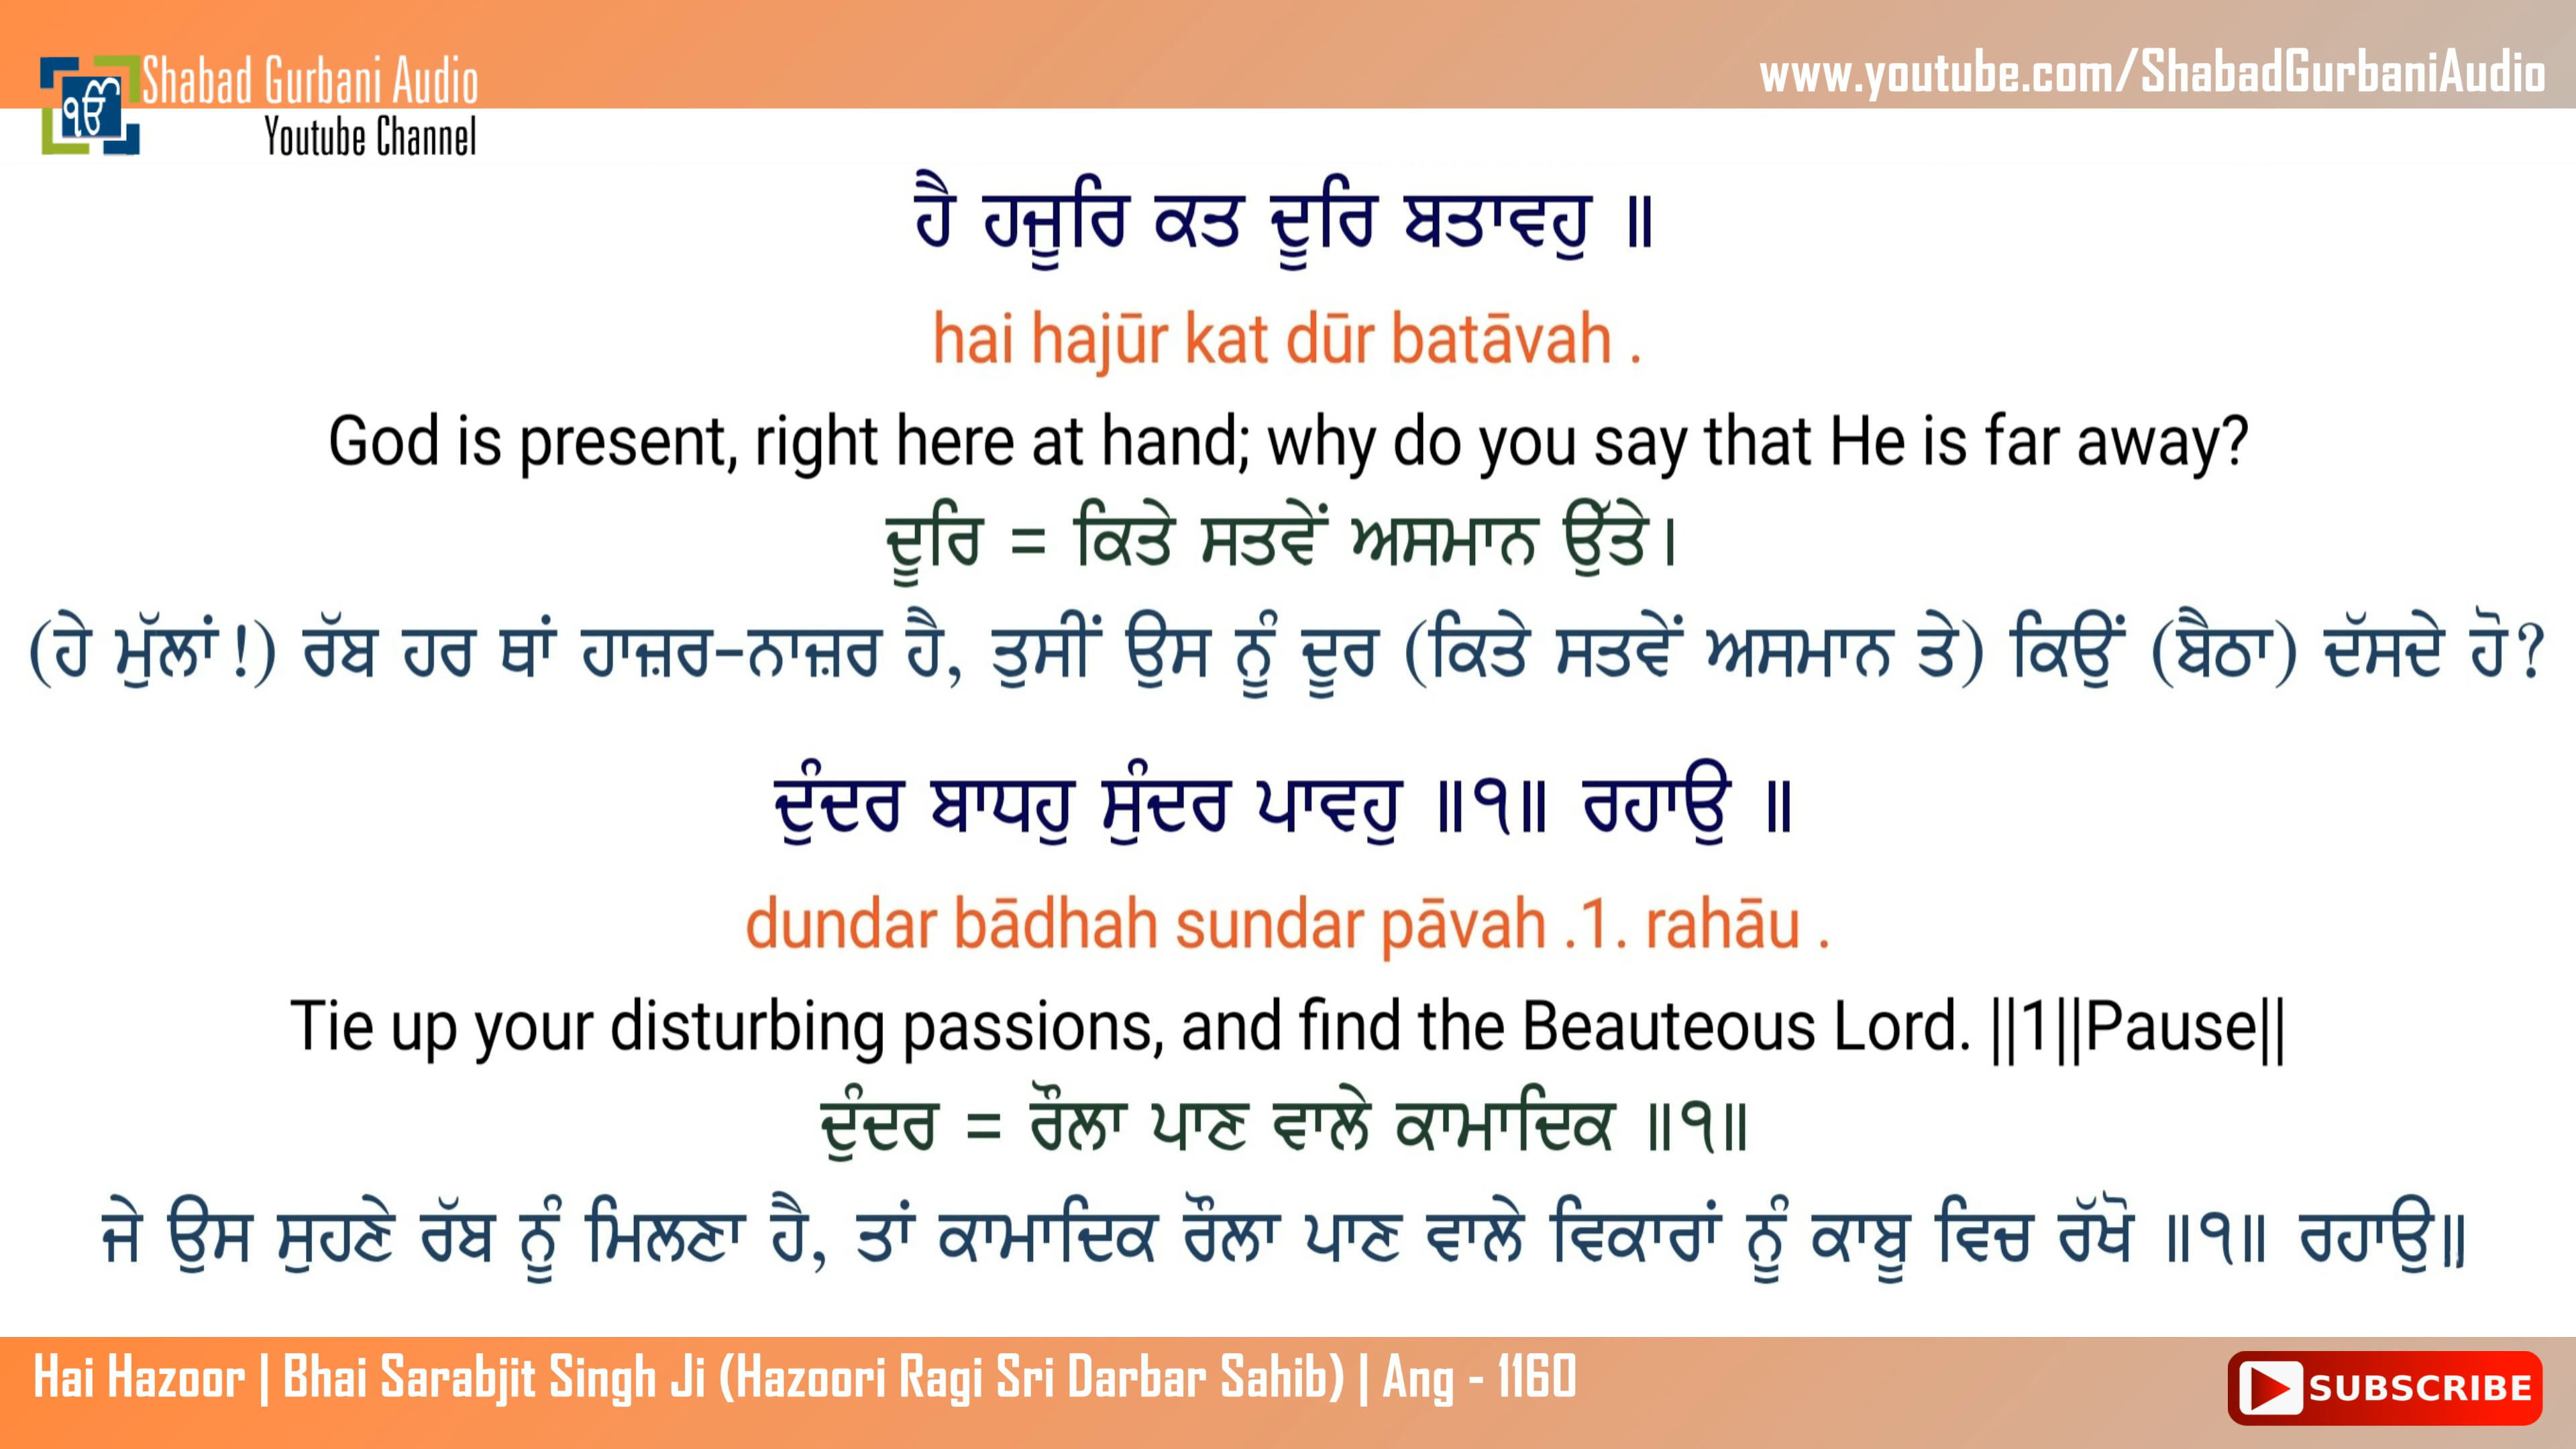 Shabad Gurbani Audio
Youtube Channel
www.youtube.com/ShabadGurbaniAudio
ੴ
ਹੈ ਹਜੂਰਿ ਕਤ ਦੂਰਿ ਬਤਾਵਹੁ ॥
hai hajūr kat dūr batāvah .
God is present, right here at hand; why do you say that He is far away?
ਦੂਰਿ = ਕਿਤੇ ਸਤਵੇਂ ਅਸਮਾਨ ਉੱਤੇ।
(ਹੇ ਮੁੱਲਾਂ!) ਰੱਬ ਹਰ ਥਾਂ ਹਾਜ਼ਰ-ਨਾਜ਼ਰ ਹੈ, ਤੁਸੀਂ ਉਸ ਨੂੰ ਦੂਰ (ਕਿਤੇ ਸਤਵੇਂ ਅਸਮਾਨ ਤੇ) ਕਿਉਂ (ਬੈਠਾ) ਦੱਸਦੇ ਹੋ?
ਦੁੰਦਰ ਬਾਧਹੁ ਸੁੰਦਰ ਪਾਵਹੁ ॥੧॥ ਰਹਾਉ ॥
dundar bādhah sundar pāvah .1. rahāu .
Tie up your disturbing passions, and find the Beauteous Lord. ||1||Pause||
ਦੁੰਦਰ = ਰੌਲਾ ਪਾਣ ਵਾਲੇ ਕਾਮਾਦਿਕ ॥੧॥
ਜੇ ਉਸ ਸੁਹਣੇ ਰੱਬ ਨੂੰ ਮਿਲਣਾ ਹੈ, ਤਾਂ ਕਾਮਾਦਿਕ ਰੌਲਾ ਪਾਣ ਵਾਲੇ ਵਿਕਾਰਾਂ ਨੂੰ ਕਾਬੂ ਵਿਚ ਰੱਖੋ ॥੧॥ ਰਹਾਉ॥
Hai Hazoor | Bhai Sarabjit Singh Ji (Hazoori Ragi Sri Darbar Sahib) | Ang - 1160
SUBSCRIBE